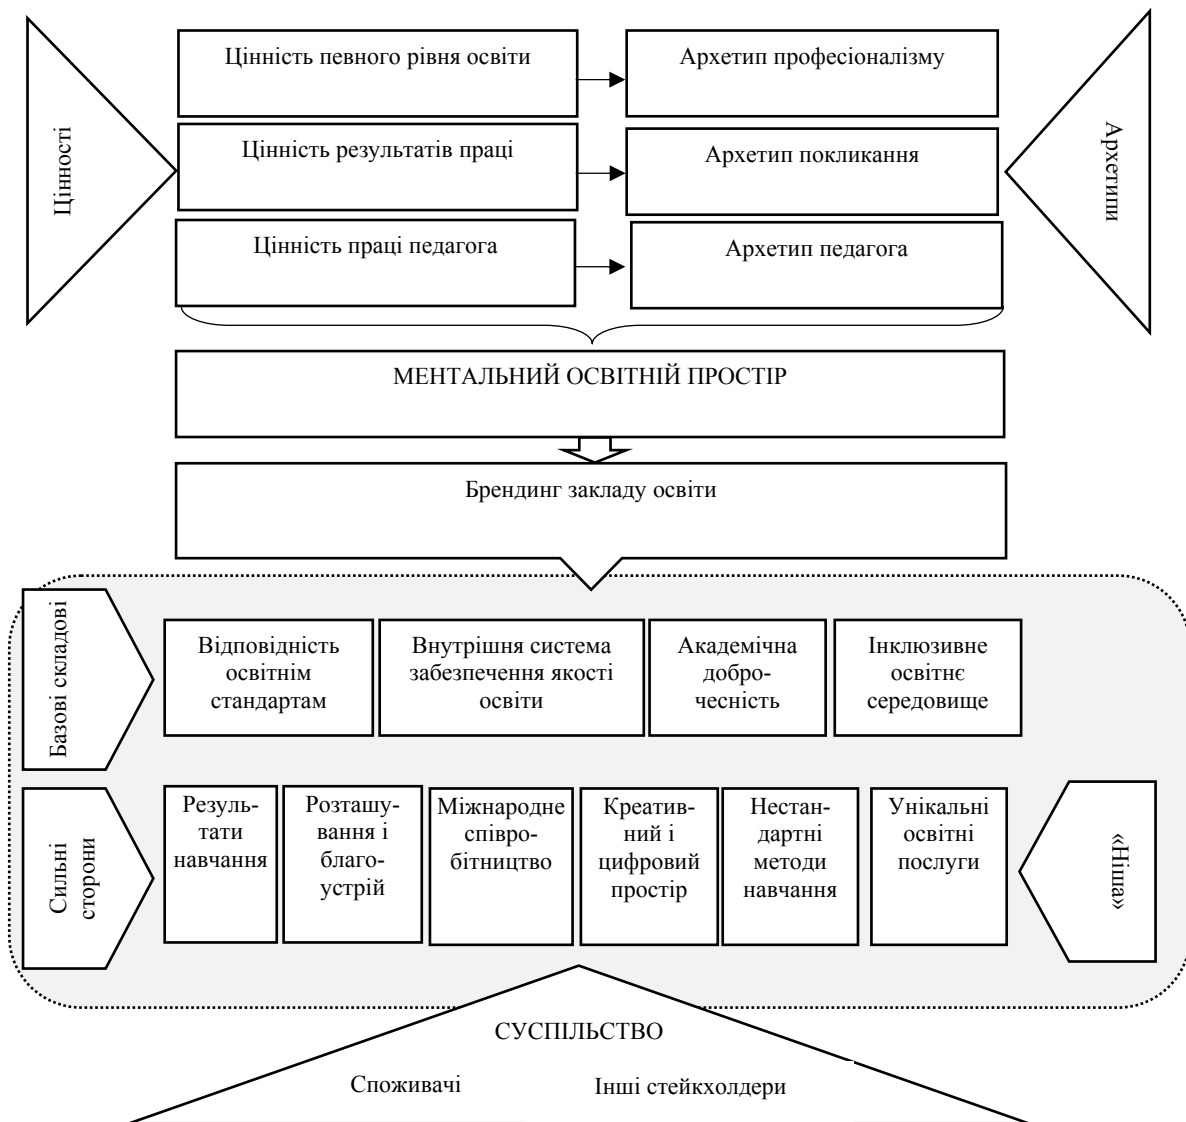 Цінності
Цінність певного рівня освіти
Архетип професіоналізму
Цінність результатів праці
Архетип покликання
Цінність праці педагога
Архетип педагога
Архетипи
МЕНТАЛЬНИЙ ОСВІТНІЙ ПРОСТІР
Брендинг закладу освіти
Базові складові
Відповідність
освітнім
стандартам
Внутрішня система
забезпечення якості
освіти
Академічна
добро-
чесність
Інклюзивне
освітнє
середовище
Сильні
сторони
Резуль-
тати
навчання
Розташу-
вання і
благо-
устрій
Міжнародне
співро-
бітництво
Креатив-
ний і
цифровий
простір
Нестан-
дартні
методи
навчання
Унікальні
освітні
послуги
«Ніша»
СУСПІЛЬСТВО
Споживачі
Інші стейкхолдери